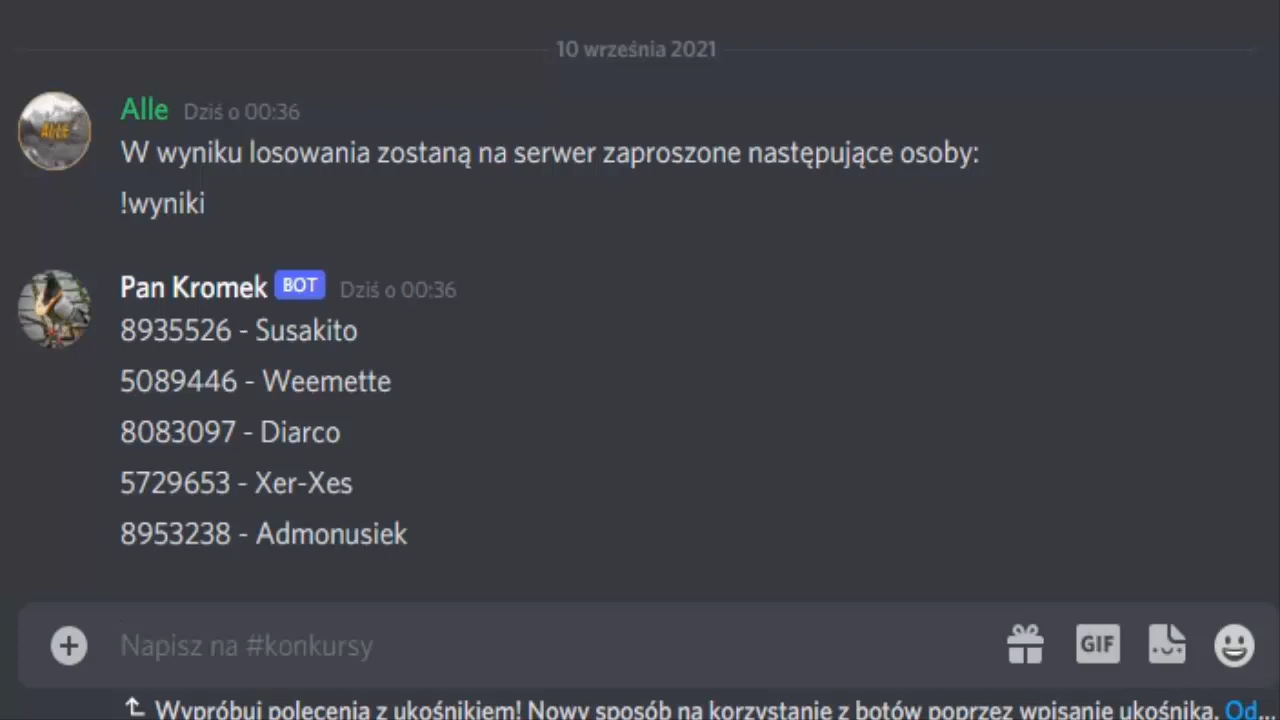 10 września 2021
ALLE
Alle Dziś o 00:36
W wyniku losowania zostaną na serwer zaproszone następujące osoby:
!wyniki
Pan Kromek BOT Dziś o 00:36
8935526 - Susakito
5089446 - Weemette
8083097 - Diarco
5729653 - Xer-Xes
8953238 - Admonusiek
Napisz na #konkursy
GIF
Wypróbuj polecenia z ukośnikiem! Nowy sposób na korzystanie z botów poprzez wpisanie ukośnika. Od...